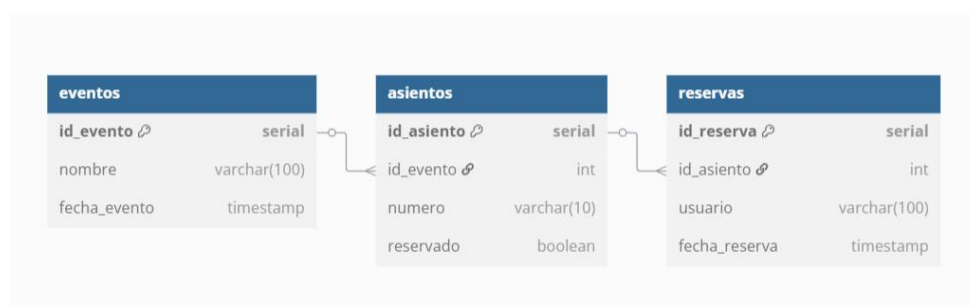 eventos
id_evento serial
nombre varchar(100)
fecha_evento timestamp
asientos
id_asiento serial
id_evento int
numero varchar(10)
reservado boolean
reservas
id_reserva serial
id_asiento int
usuario varchar(100)
fecha_reserva timestamp